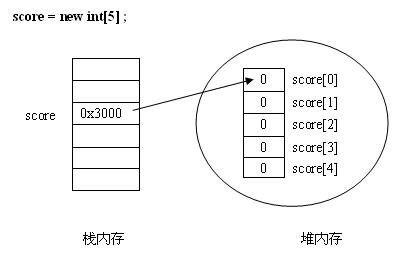 score = new int[5] ;
0 score[0]
0 score[1]
score 0x3000
0 score[2]
0 score[3]
0 score[4]
栈内存 堆内存